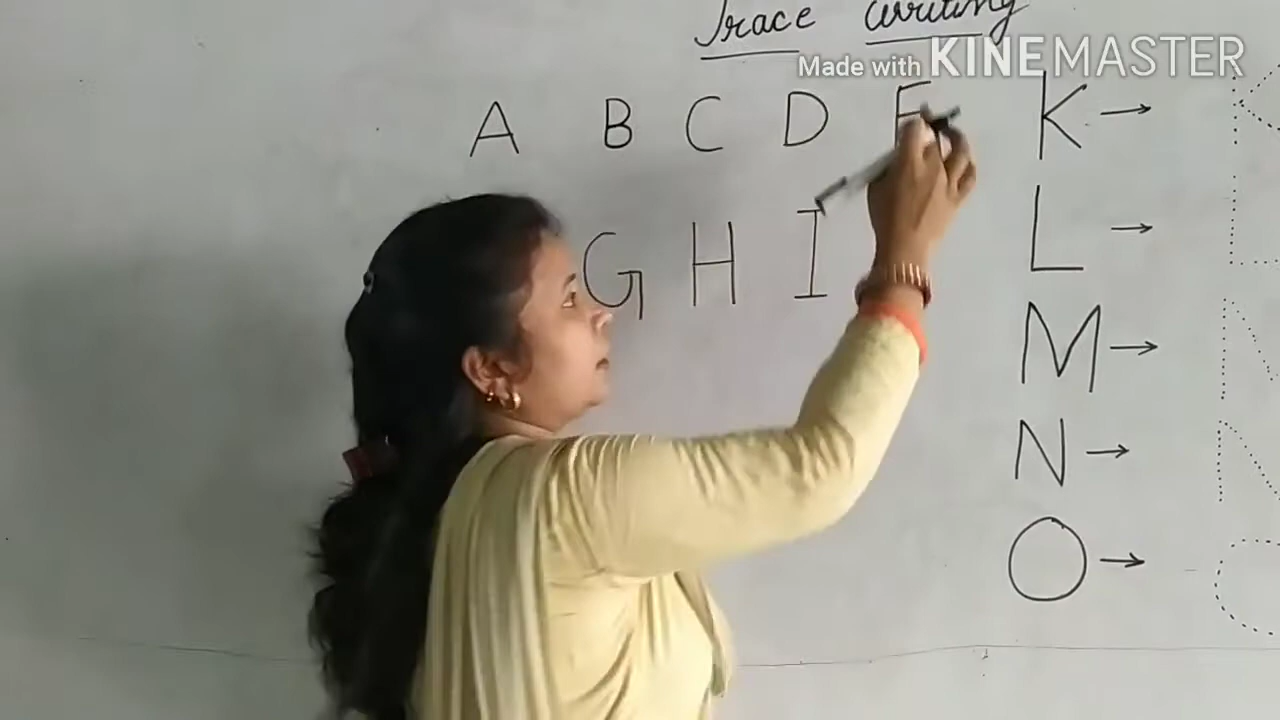 Trace Writing
Made with KINEMASTER
A B C D E K →
G H I L →
M →
N →
O →